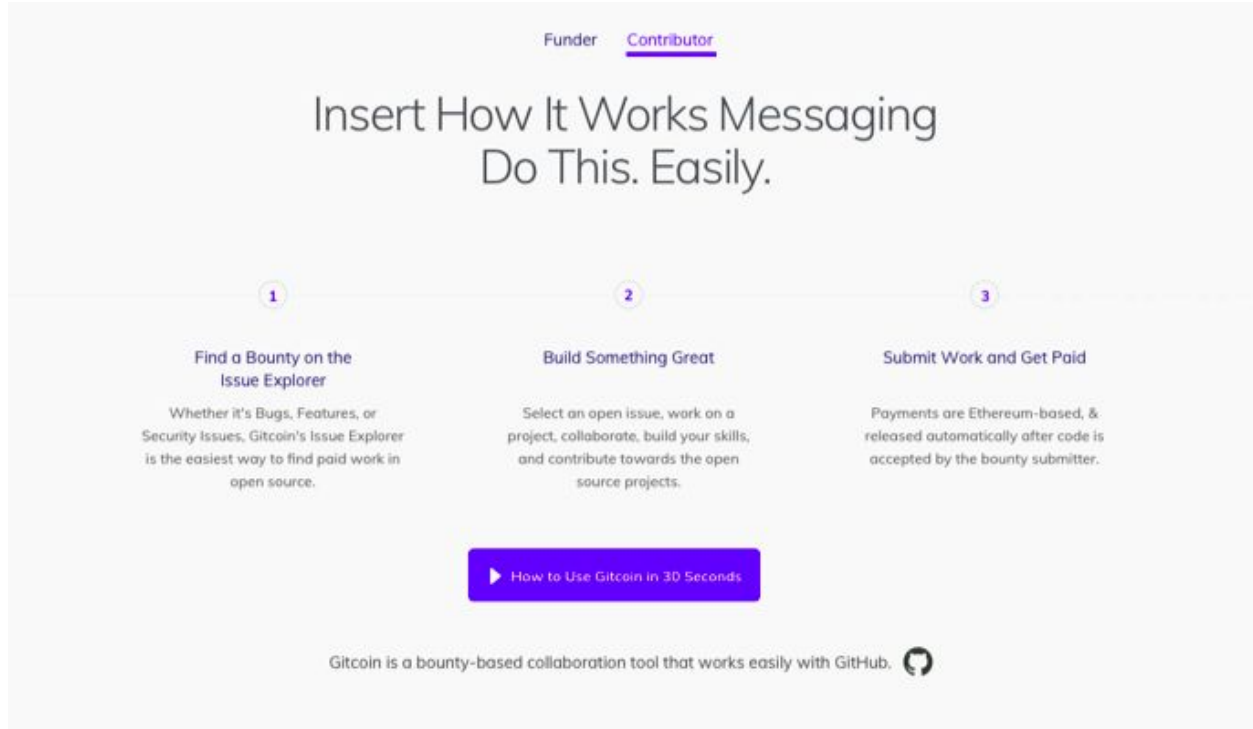 Funder Contributor
Insert How It Works Messaging
Do This. Easily.
1
Find a Bounty on the
Issue Explorer
Whether it's Bugs, Features, or
Security Issues, Gitcoin's Issue Explorer
is the easiest way to find paid work in
open source.
2
Build Something Great
Select an open issue, work on a
project, collaborate, build your skills,
and contribute towards the open
source projects.
3
Submit Work and Get Paid
Payments are Ethereum-based, &
released automatically after code is
accepted by the bounty submitter.
How to Use Gitcoin in 30 Seconds
Gitcoin is a bounty-based collaboration tool that works easily with GitHub.